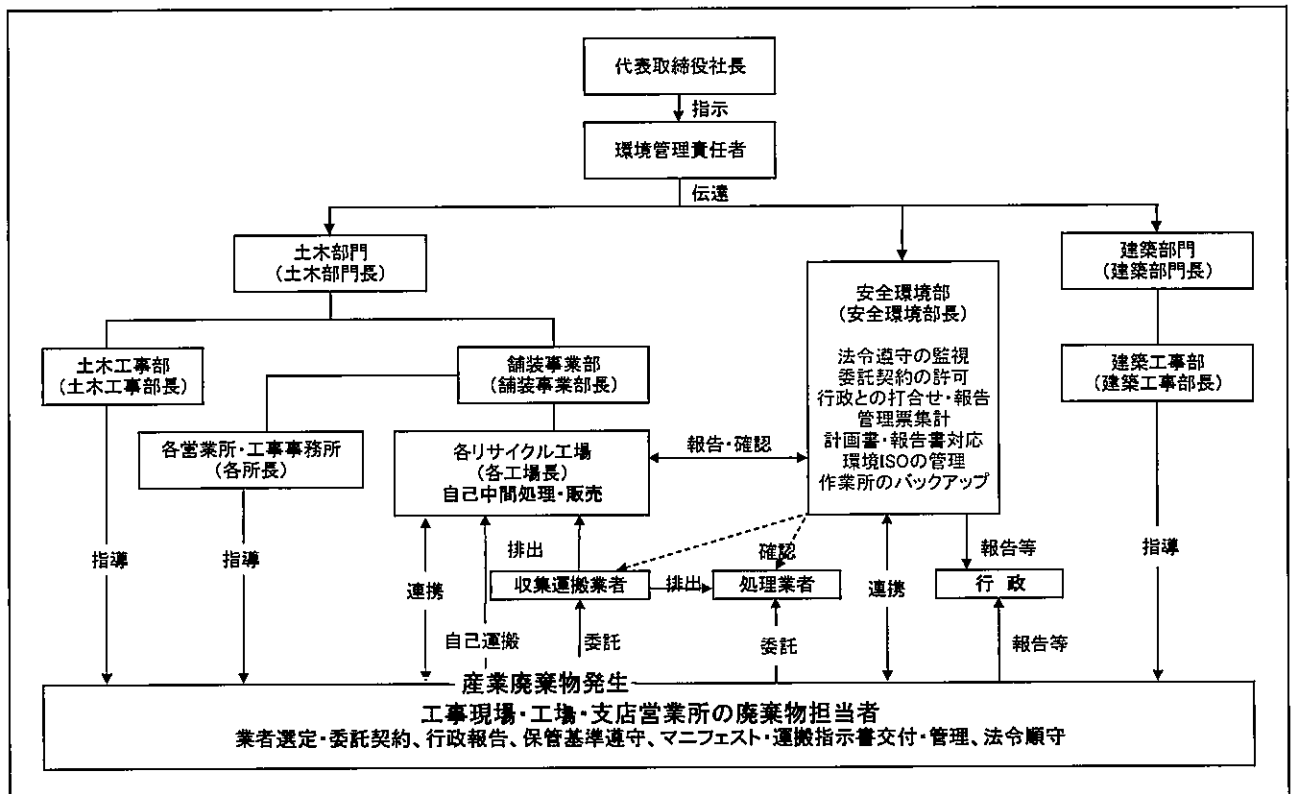 代表取締役社長
指示
環境管理責任者
伝達
土木部門
(土木部門長)
安全環境部
(安全環境部長)
法令遵守の監視
委託契約の許可
行政との打合せ・報告
管理票集計
計画書・報告書対応
環境ISOの管理
作業所のバックアップ
建築部門
(建築部門長)
土木工事部
(土木工事部長)
舗装事業部
(舗装事業部長)
建築工事部
(建築工事部長)
各営業所・工事事務所
(各所長)
各リサイクル工場
(各工場長)
自己中間処理・販売
報告・確認
指導
指導
連携
排出
確認
連携
報告等
指導
収集運搬業者
排出
処理業者
行 政
自己運搬
委託
委託
報告等
産業廃棄物発生
工事現場・工場・支店営業所の廃棄物担当者
業者選定・委託契約、行政報告、保管基準遵守、マニフェスト・運搬指示書交付・管理、法令順守